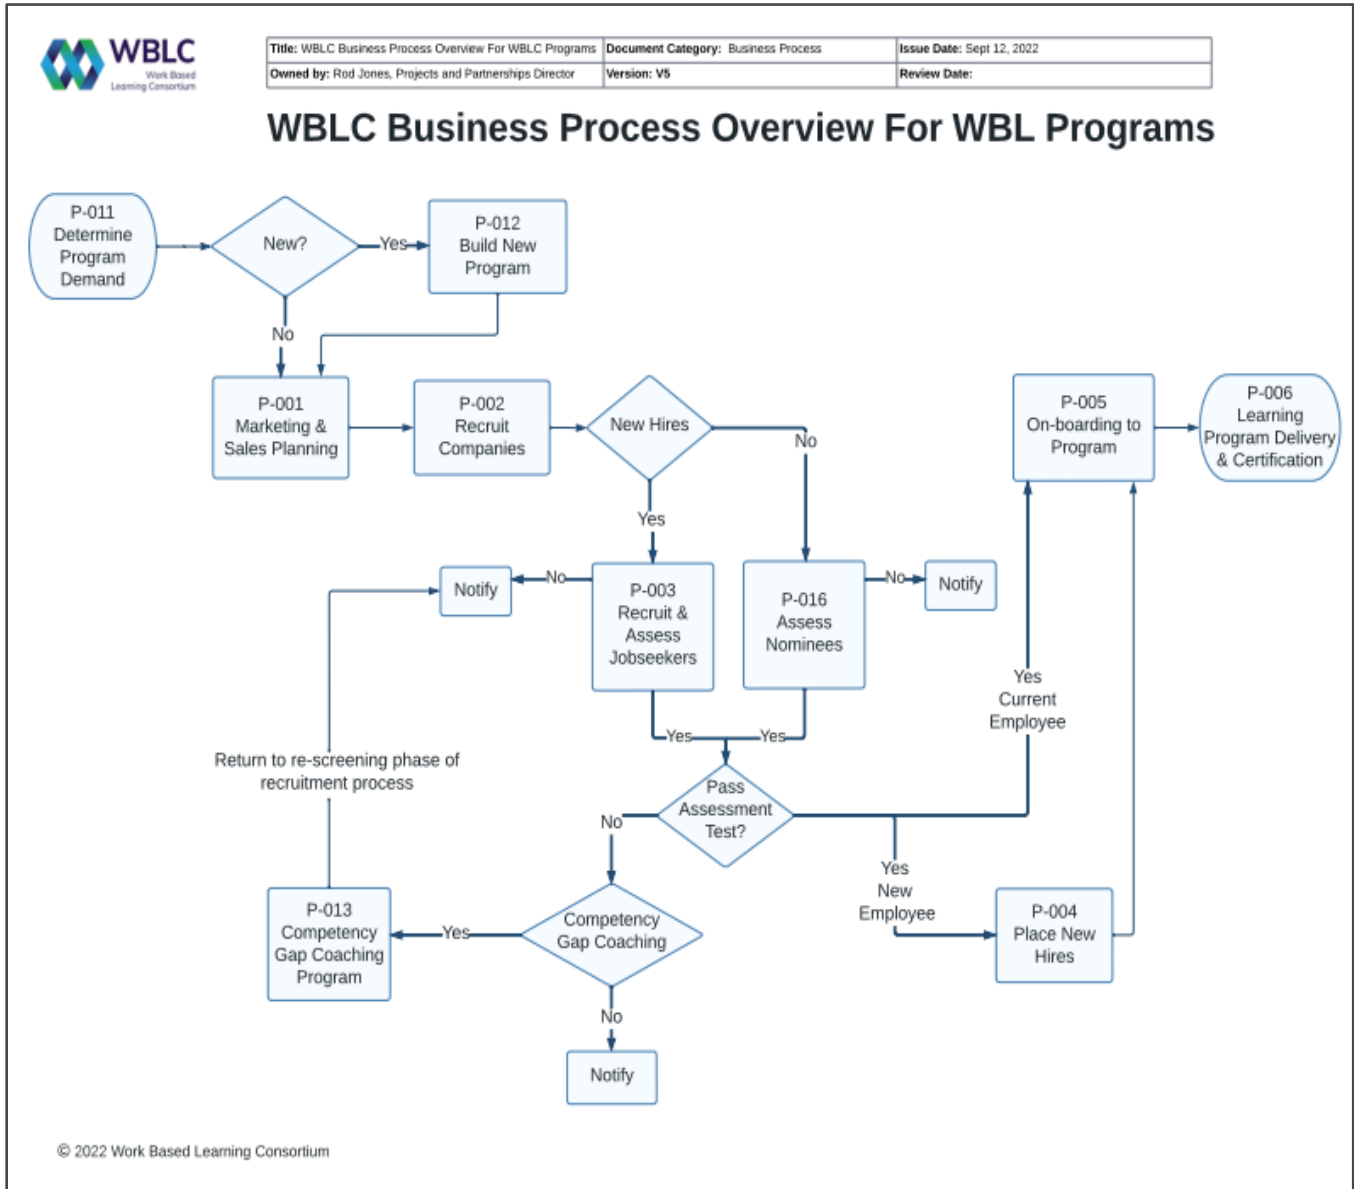 WBLC
Work Based
Learning Consortium
Title: WBLC Business Process Overview For WBLC Programs
Document Category: Business Process
Issue Date: Sept 12, 2022
Owned by: Rod Jones, Projects and Partnerships Director
Version: V5
Review Date:
WBLC Business Process Overview For WBL Programs
P-011
Determine
Program
Demand
New?
Yes
P-012
Build New
Program
No
P-001
Marketing &
Sales Planning
P-002
Recruit
Companies
New Hires
No
P-005
On-boarding to
Program
P-006
Learning
Program Delivery
& Certification
Yes
Notify
No
P-003
Recruit &
Assess
Jobseekers
P-016
Assess
Nominees
No
Notify
Yes
Current
Employee
Yes
Yes
Return to re-screening phase of
recruitment process
Pass
Assessment
Test?
No
Yes
New
Employee
P-013
Competency
Gap Coaching
Program
Yes
Competency
Gap Coaching
P-004
Place New
Hires
No
Notify
© 2022 Work Based Learning Consortium